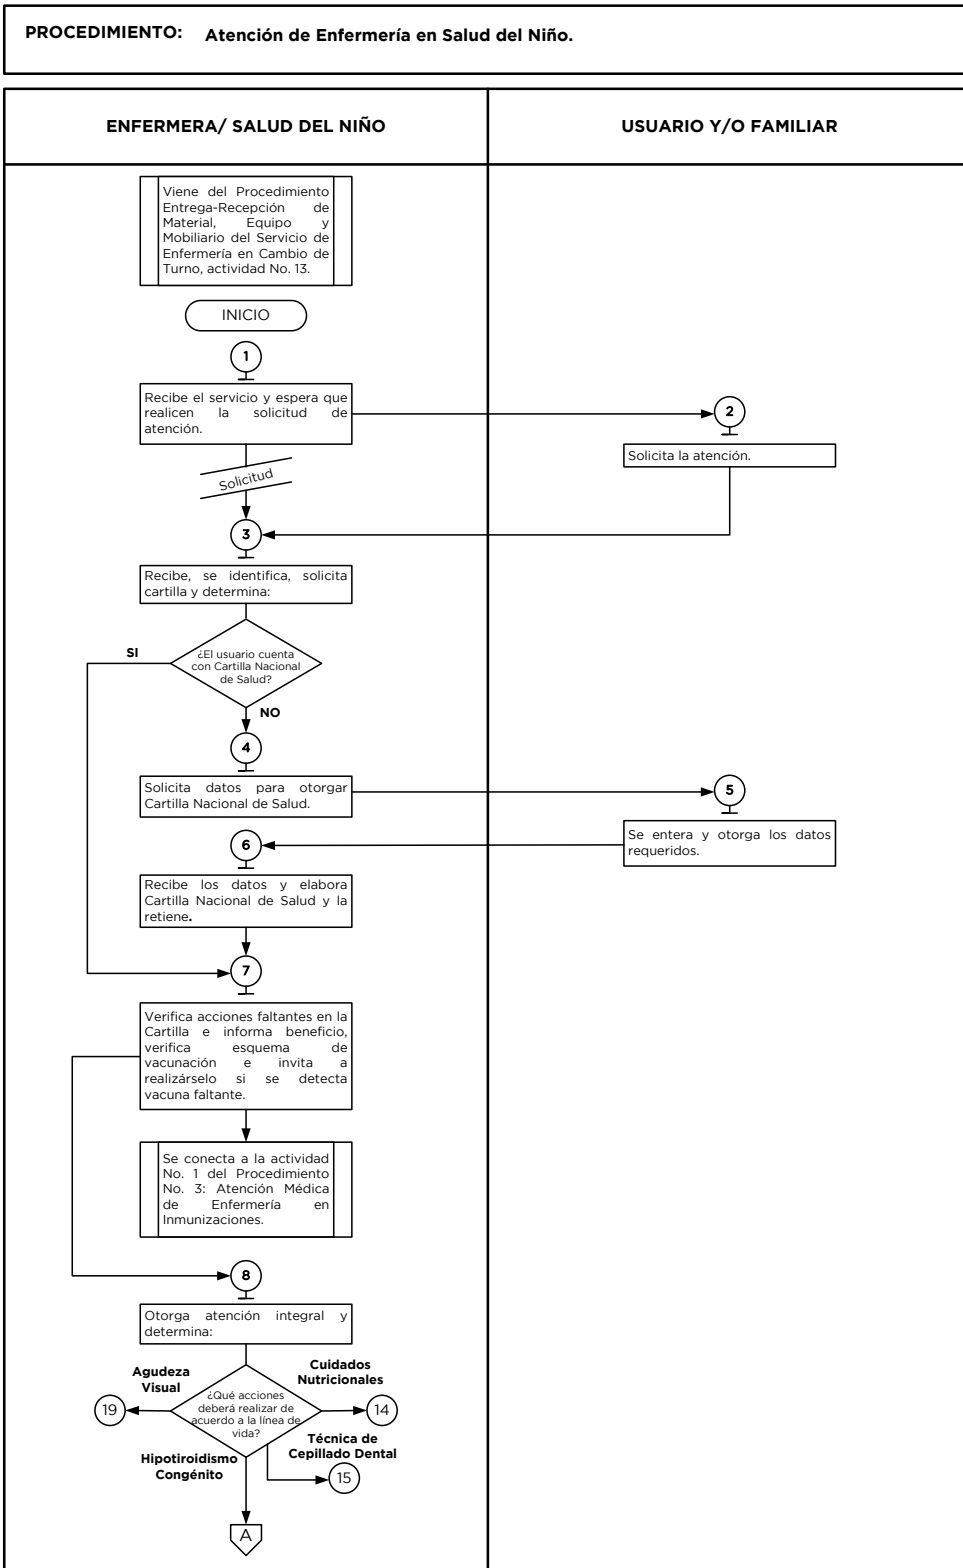 PROCEDIMIENTO: Atención de Enfermería en Salud del Niño.
ENFERMERA/ SALUD DEL NIÑO
USUARIO Y/O FAMILIAR
Viene del Procedimiento
Entrega-Recepción de
Material, Equipo y
Mobiliario del Servicio de
Enfermería en Cambio de
Turno, actividad No. 13.
INICIO
1
Recibe el servicio y espera que
realicen la solicitud de
atención.
2
Solicita la atención.
Solicitud
3
Recibe, se identifica, solicita
cartilla y determina:
SI
¿El usuario cuenta
con Cartilla Nacional
de Salud?
NO
4
Solicita datos para otorgar
Cartilla Nacional de Salud.
5
Se entera y otorga los datos
requeridos.
6
Recibe los datos y elabora
Cartilla Nacional de Salud y la
retiene.
7
Verifica acciones faltantes en la
Cartilla e informa beneficio,
verifica esquema de
vacunación e invita a
realizárselo si se detecta
vacuna faltante.
Se conecta a la actividad
No. 1 del Procedimiento
No. 3: Atención Médica
de Enfermería en
Inmunizaciones.
8
Otorga atención integral y
determina:
Agudeza
Visual
Cuidados
Nutricionales
19
¿Qué acciones
deberá realizar de
acuerdo a la línea de
vida?
14
Hipotiroidismo
Congénito
Técnica de
Cepillado Dental
15
A